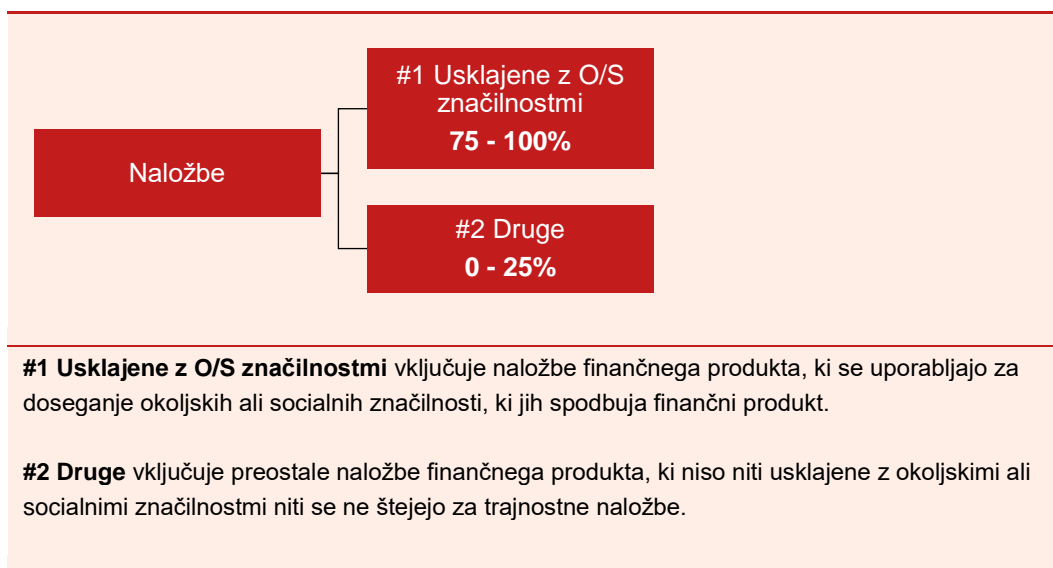 #1 Usklajene z O/S
značilnostmi
75 - 100%
Naložbe
#2 Druge
0 - 25%
#1 Usklajene z O/S značilnostmi vključuje naložbe finančnega produkta, ki se uporabljajo za
doseganje okoljskih ali socialnih značilnosti, ki jih spodbuja finančni produkt.
#2 Druge vključuje preostale naložbe finančnega produkta, ki niso niti usklajene z okoljskimi ali
socialnimi značilnostmi niti se ne štejejo za trajnostne naložbe.